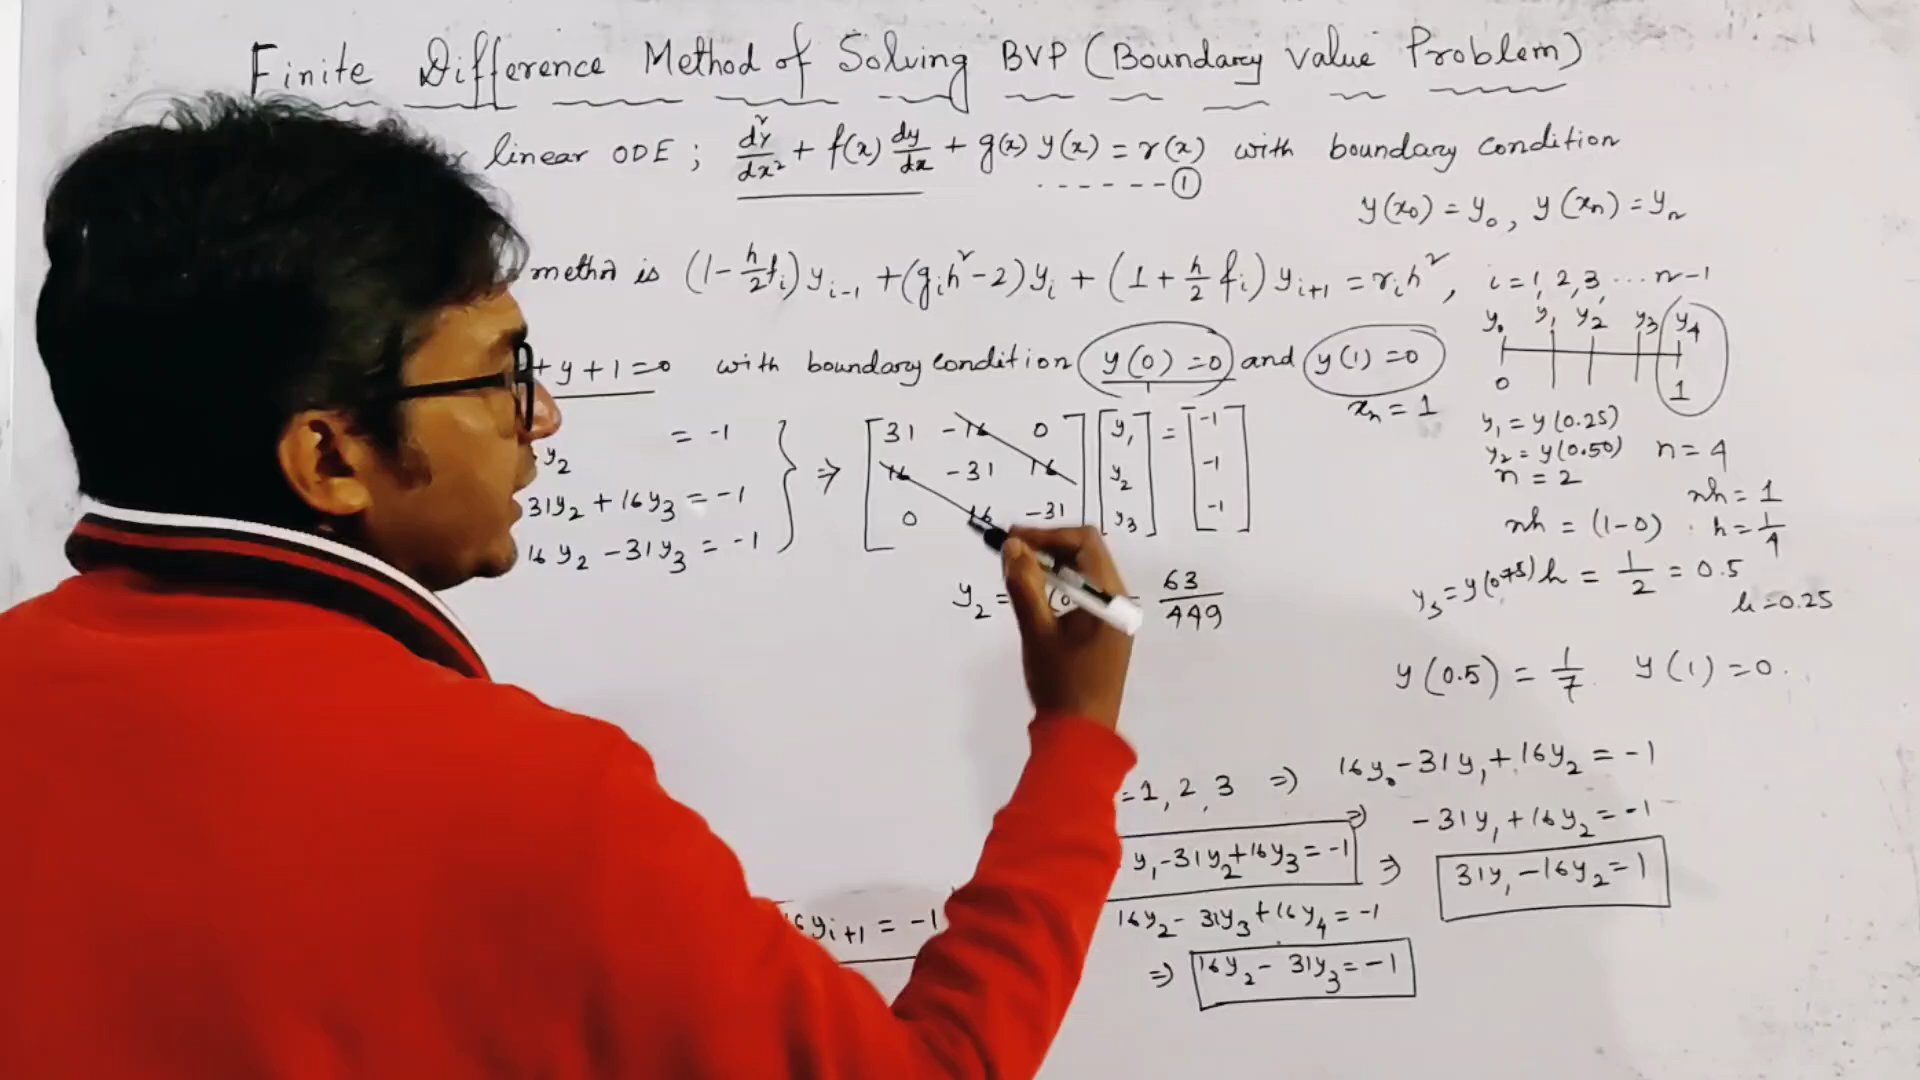 Finite Difference Method of Solving BVP (Boundary Value Problem)
linear ODE ; d²y/dx² + f(x) dy/dx + g(x) y(x) = r(x) with boundary condition
------①
y(x₀) = y₀, y(xₙ) = yₙ
method is (1 - h/2 fᵢ) yᵢ₋₁ + (gᵢh² - 2) yᵢ + (1 + h/2 fᵢ) yᵢ₊₁ = rᵢh², i = 1, 2, 3, ... n-1
y₀ y₁ y₂ y₃ y₄
0 1
+ y + 1 = 0 with boundary condition y(0) = 0 and y(1) = 0
xₙ = 1
y₂ = -1
31y₂ + 16y₃ = -1
16y₂ - 31y₃ = -1
⇒
31 -16 0
16 -31 16
0 16 -31
y₁
y₂
y₃
=
-1
-1
-1
y₁ = y(0.25)
y₂ = y(0.50) n = 4
n = 2
nh = 1
nh = (1-0) h = 1/4
y₃ = y(0.75) h = 1/2 = 0.5
h = 0.25
y₂ = 63/449
y(0.5) = 1/7 y(1) = 0.
= 1, 2, 3 ⇒ 16y₀ - 31y₁ + 16y₂ = -1
⇒ -31y₁ + 16y₂ = -1
y₁ - 31y₂ + 16y₃ = -1 ⇒ 31y₁ - 16y₂ = 1
yᵢ₊₁ = -1
16y₂ - 31y₃ + 16y₄ = -1
⇒ 16y₂ - 31y₃ = -1